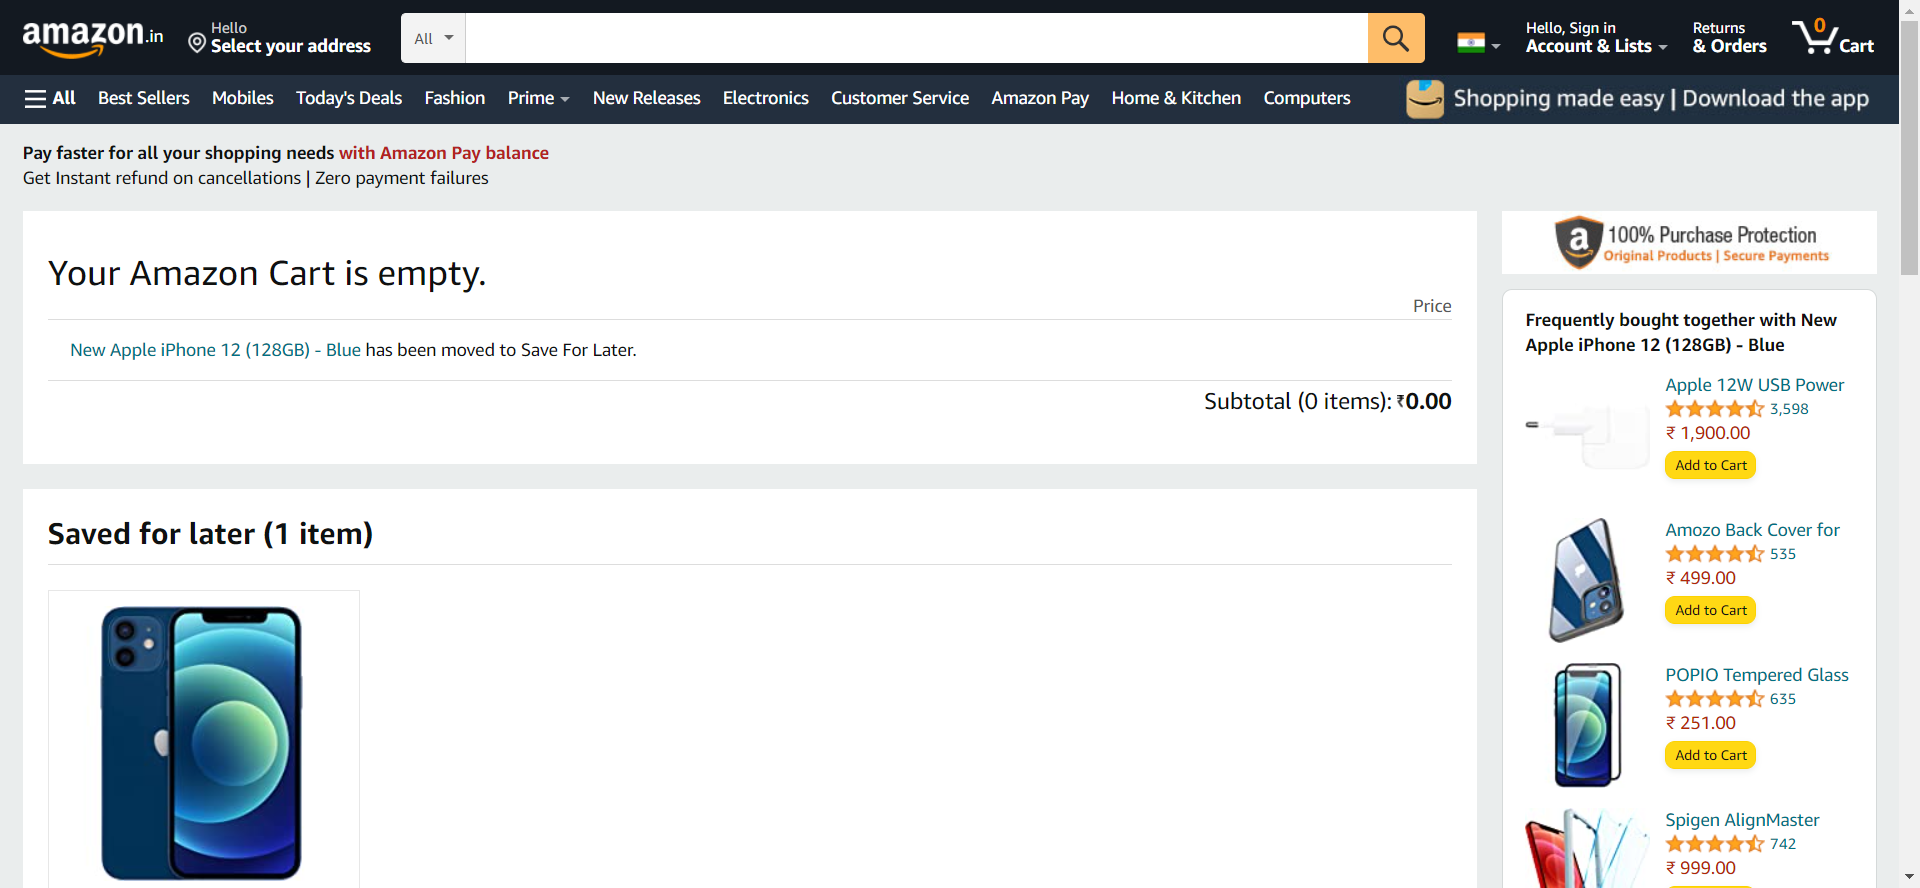 amazon.in
Hello
Select your address
All
Hello, Sign in
Account & Lists
Returns
& Orders
0
Cart
All
Best Sellers
Mobiles
Today's Deals
Fashion
Prime
New Releases
Electronics
Customer Service
Amazon Pay
Home & Kitchen
Computers
Shopping made easy | Download the app
Pay faster for all your shopping needs with Amazon Pay balance
Get Instant refund on cancellations | Zero payment failures
Your Amazon Cart is empty.
Price
New Apple iPhone 12 (128GB) - Blue has been moved to Save For Later.
Subtotal (0 items): ₹0.00
Saved for later (1 item)
a
100% Purchase Protection
Original Products | Secure Payments
Frequently bought together with New
Apple iPhone 12 (128GB) - Blue
Apple 12W USB Power
3,598
₹ 1,900.00
Add to Cart
Amozo Back Cover for
535
₹ 499.00
Add to Cart
POPIO Tempered Glass
635
₹ 251.00
Add to Cart
Spigen AlignMaster
742
₹ 999.00